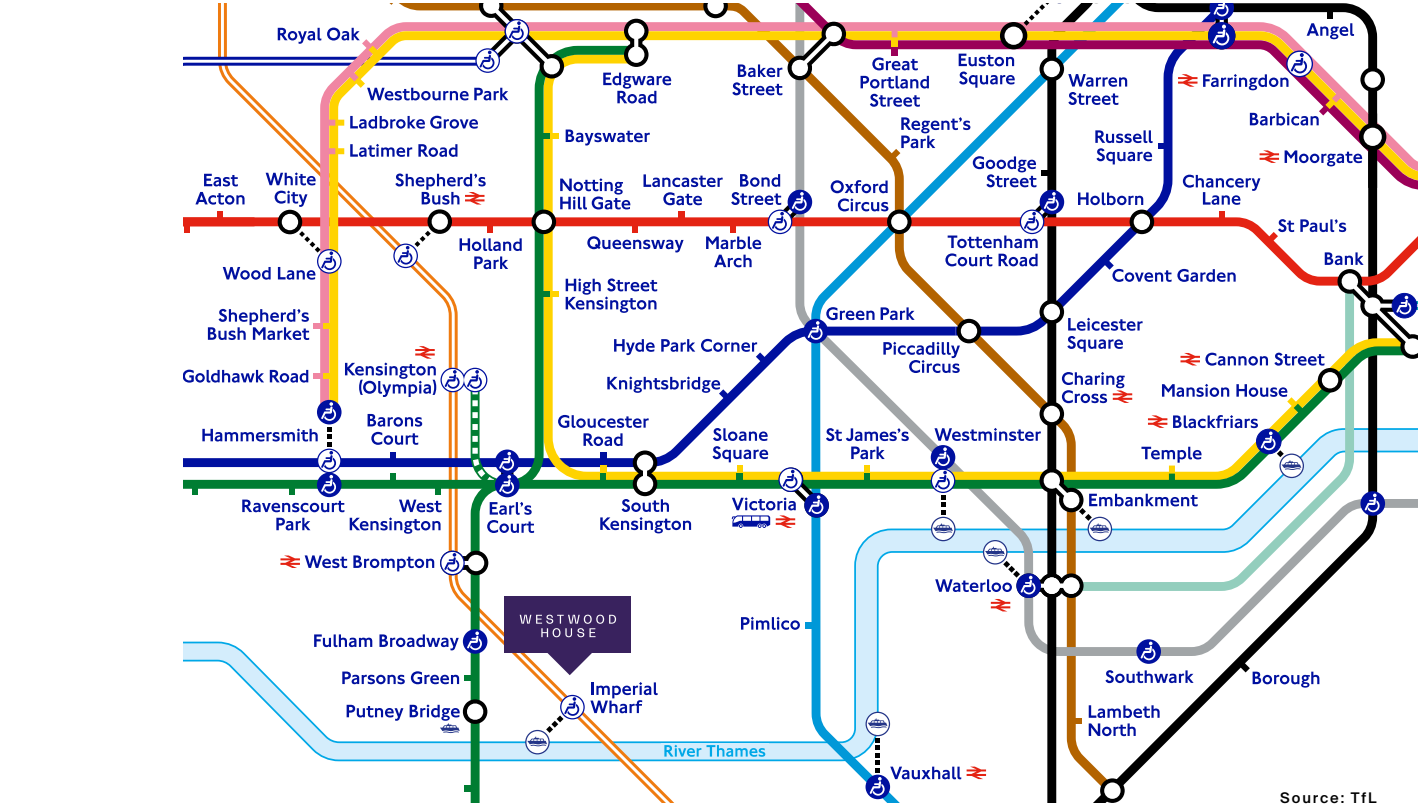 Royal Oak
Angel
Edgware
Road
Baker
Street
Great
Portland
Street
Euston
Square
Warren
Street
Farringdon
Westbourne Park
Ladbroke Grove
Latimer Road
Bayswater
Regent's
Park
Barbican
Moorgate
Russell
Square
Goodge
Street
East
Acton
White
City
Shepherd's
Bush
Notting
Hill Gate
Lancaster
Gate
Bond
Street
Oxford
Circus
Holborn
Chancery
Lane
Holland
Park
Queensway
Marble
Arch
Tottenham
Court Road
St Paul's
Bank
Wood Lane
Covent Garden
High Street
Kensington
Shepherd's
Bush Market
Green Park
Leicester
Square
Hyde Park Corner
Piccadilly
Circus
Cannon Street
Goldhawk Road
Kensington
(Olympia)
Knightsbridge
Charing
Cross
Mansion House
Blackfriars
Hammersmith
Barons
Court
Gloucester
Road
Sloane
Square
St James's
Park
Westminster
Temple
Ravenscourt
Park
West
Kensington
Earl's
Court
South
Kensington
Victoria
Embankment
West Brompton
Waterloo
WESTWOOD
HOUSE
Pimlico
Fulham Broadway
Parsons Green
Southwark
Borough
Putney Bridge
Imperial
Wharf
Lambeth
North
River Thames
Vauxhall
Source: TfL